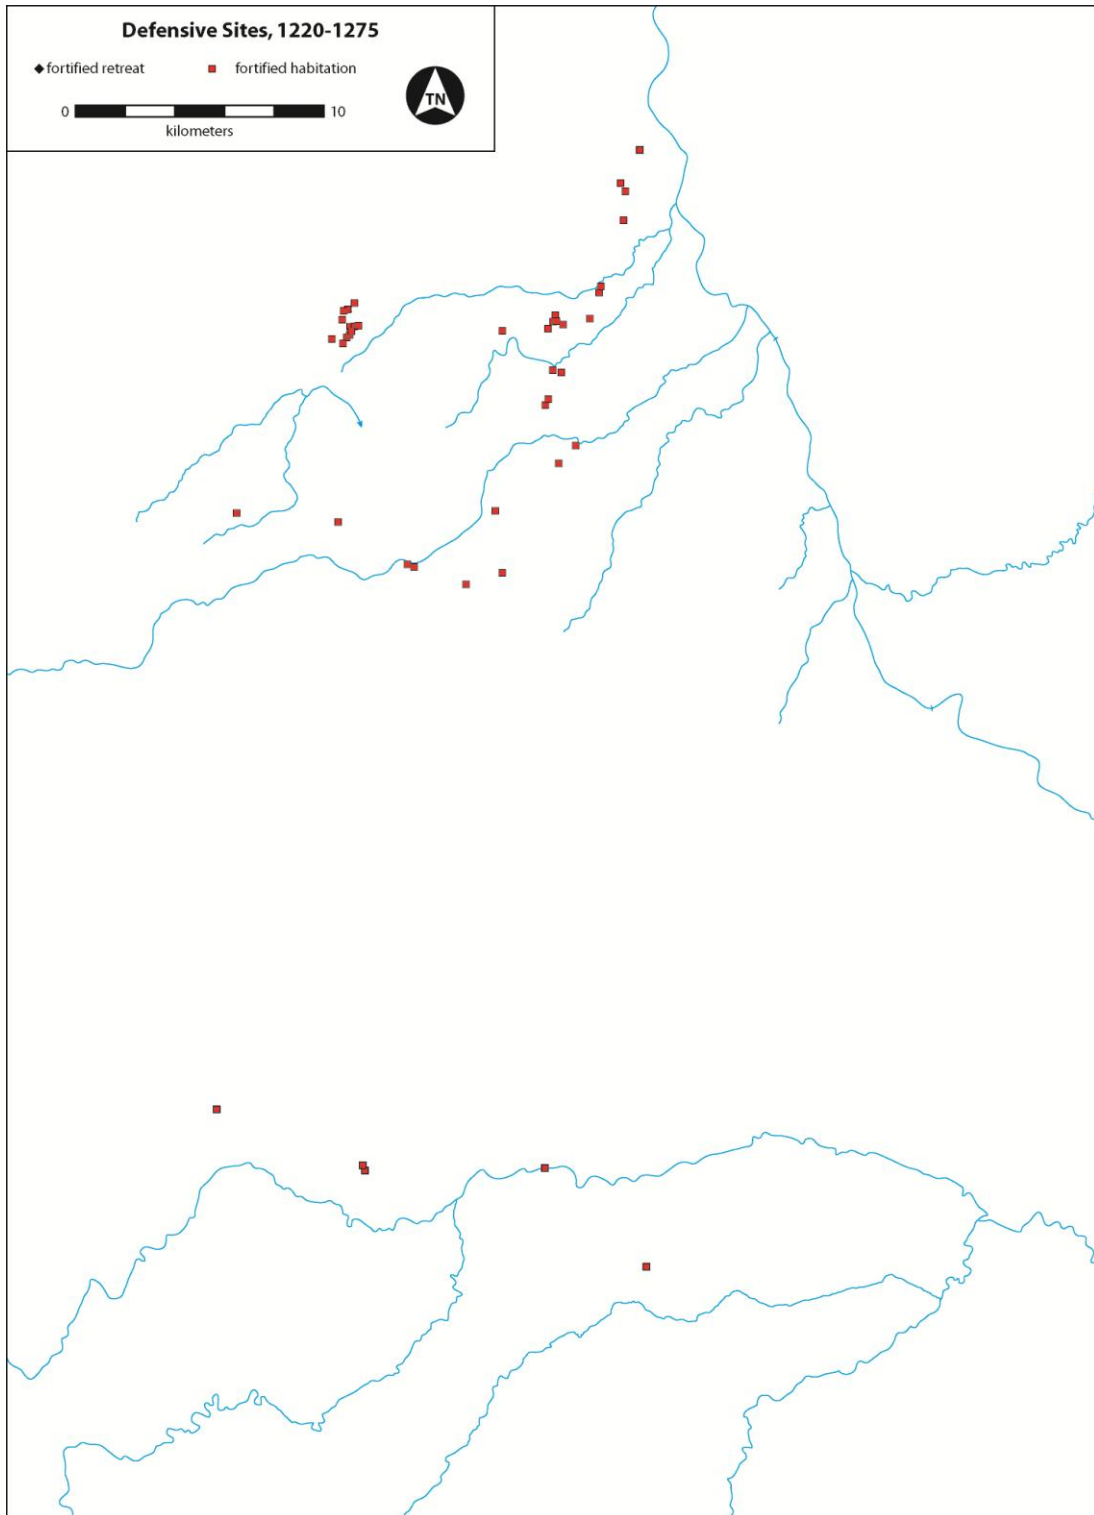 Defensive Sites, 1220-1275
fortified retreat fortified habitation
0 10
kilometers
TN